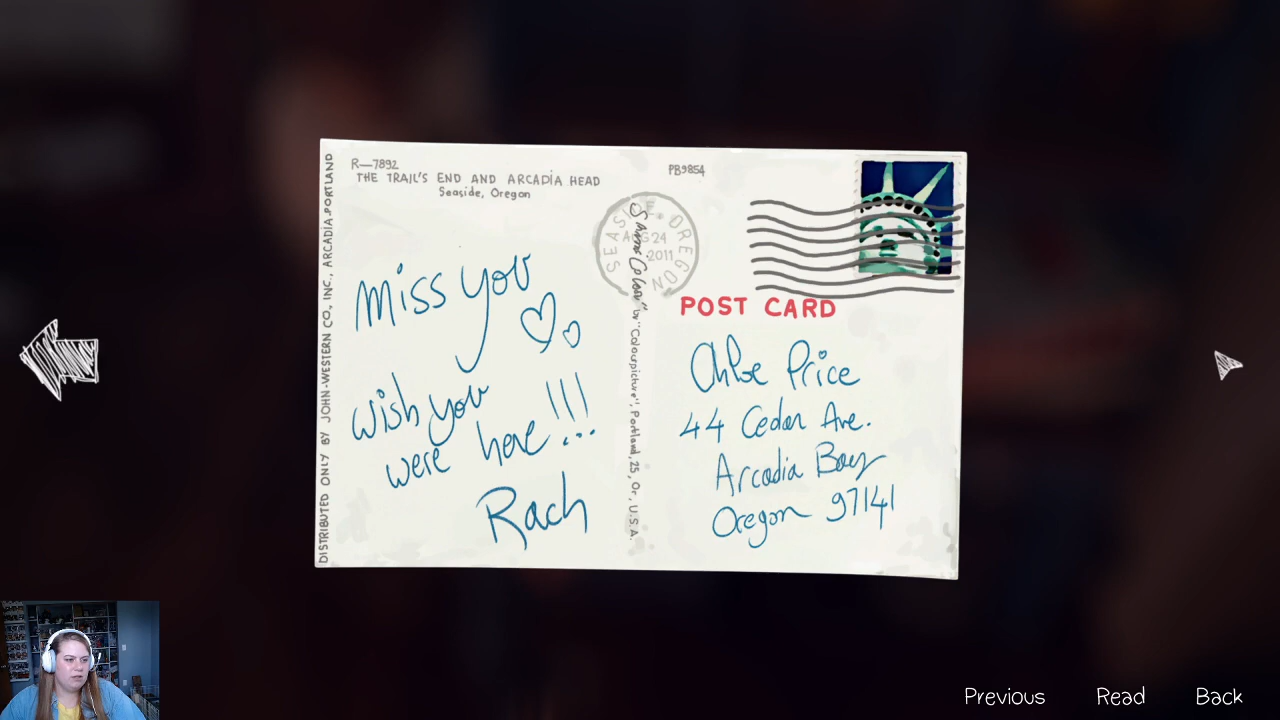 R—7892
THE TRAIL'S END AND ARCADIA HEAD
Seaside, Oregon
PB9854
DISTRIBUTED ONLY BY JOHN-WESTERN CO., INC., ARCADIA-PORTLAND
SEASIDE, OREGON
AUG 24
2011
by "Colourpicture", Portland, 25, Or, U.S.A.
POST CARD
Miss you
Wish you
were here!!!
Rach
Chloe Price
44 Cedar Ave.
Arcadia Bay
Oregon 97141
Previous
Read
Back